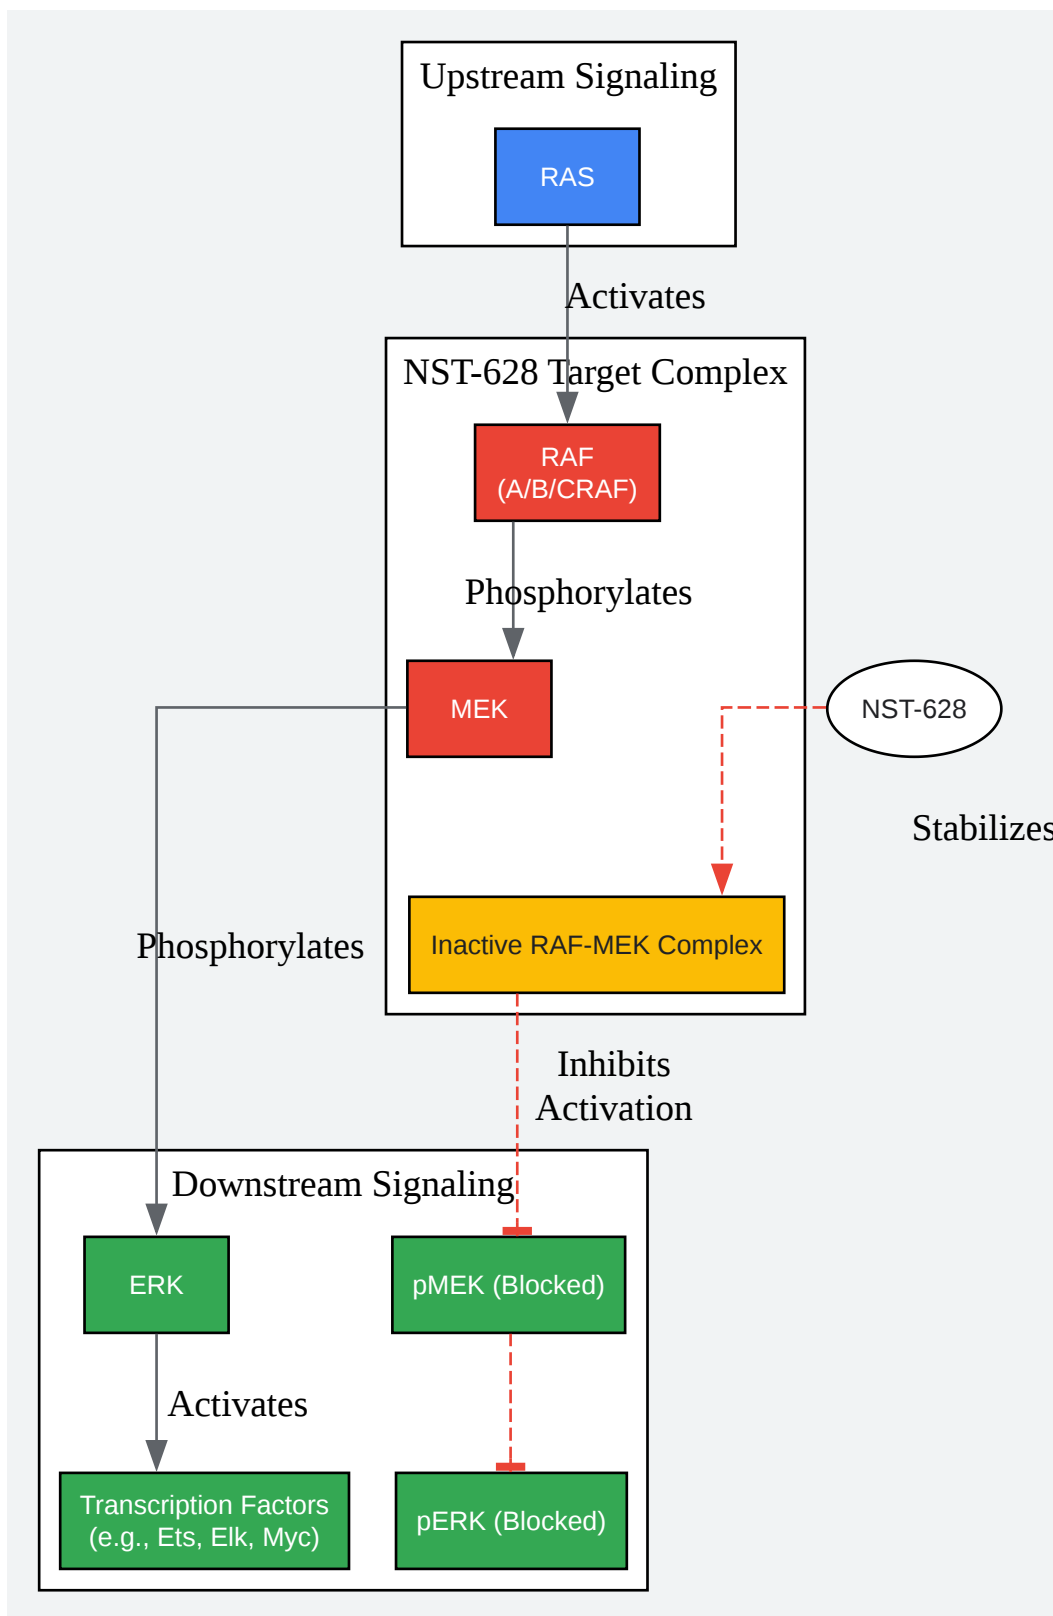 Upstream Signaling
RAS
Activates
NST-628 Target Complex
RAF
(A/B/CRAF)
Phosphorylates
MEK
NST-628
Stabilizes
Phosphorylates
Inactive RAF-MEK Complex
Inhibits
Activation
Downstream Signaling
ERK
pMEK (Blocked)
Activates
Transcription Factors
(e.g., Ets, Elk, Myc)
pERK (Blocked)